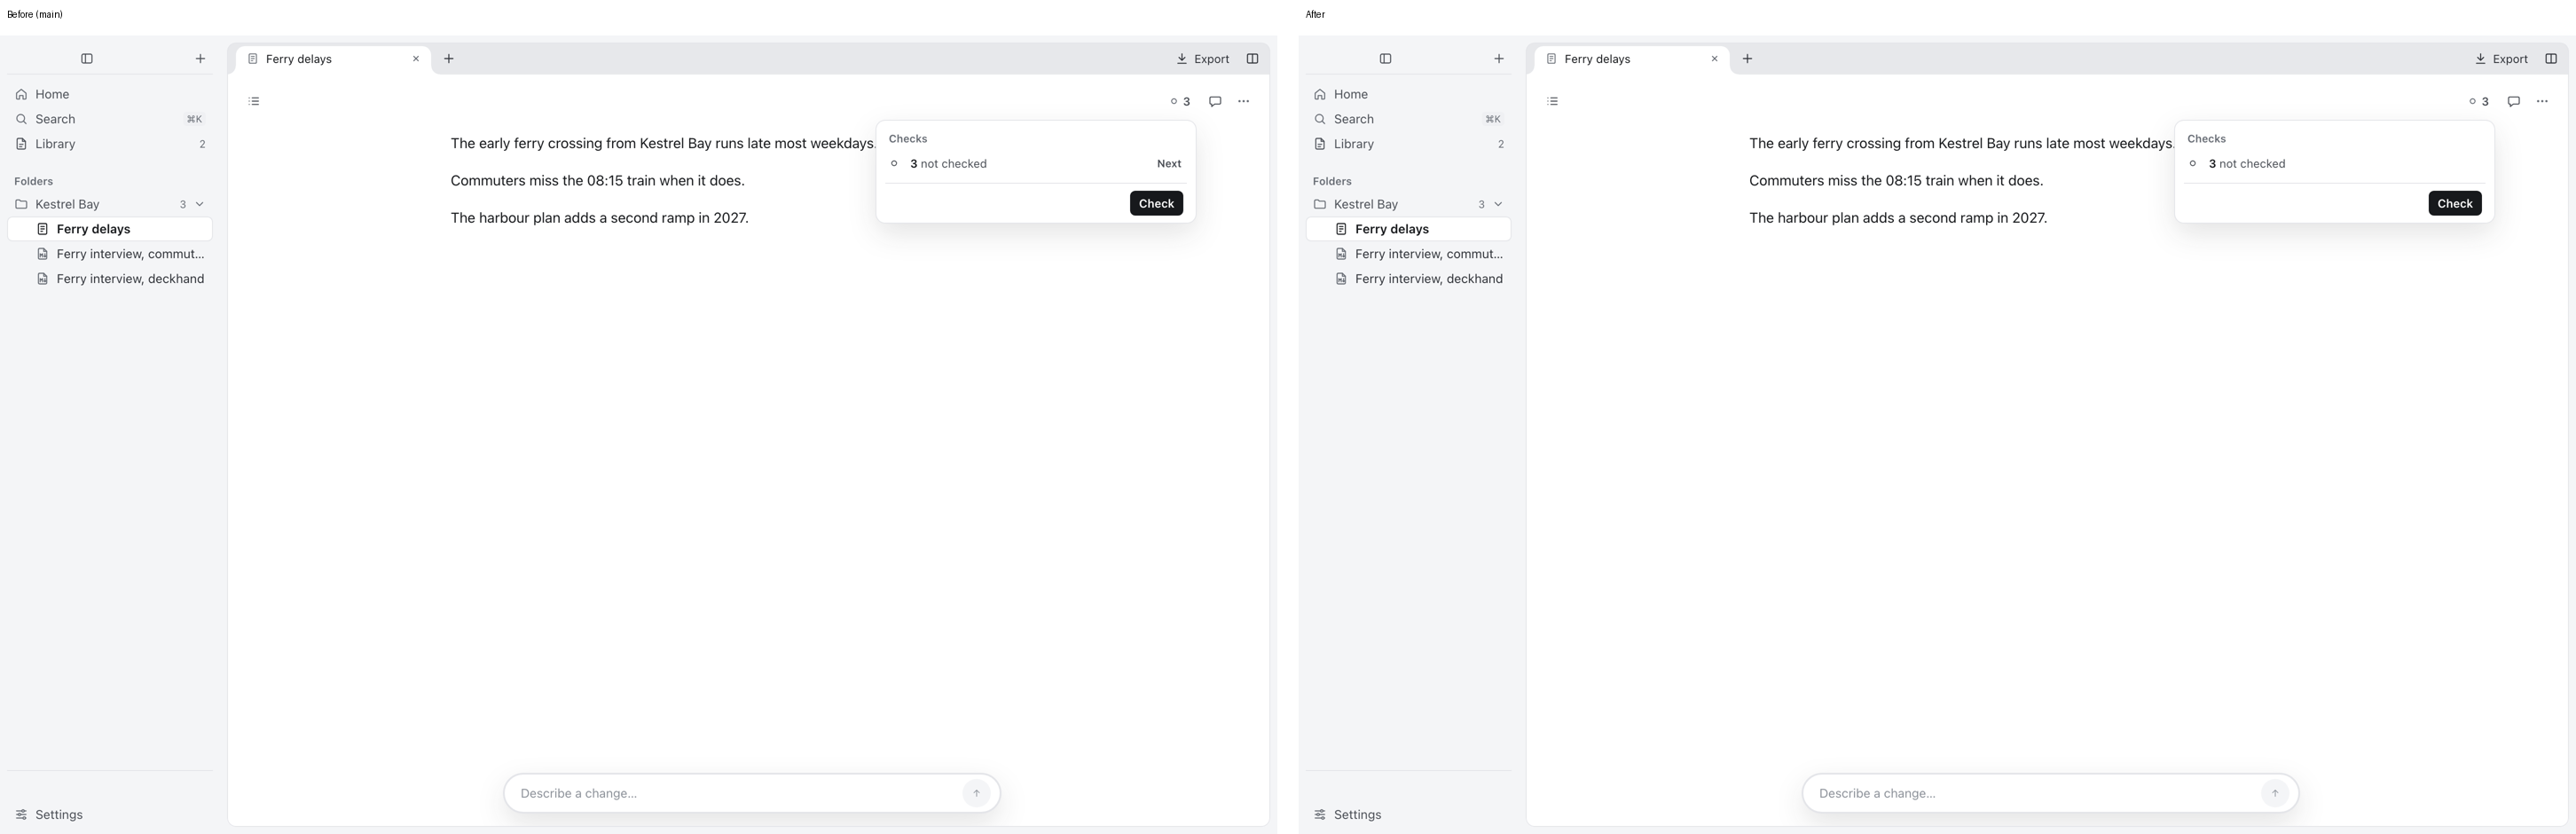 Before (main)
Ferry delays
Export
Home
Search ⌘K
Library 2
Folders
Kestrel Bay 3
Ferry delays
Ferry interview, commut...
Ferry interview, deckhand
Settings
3
The early ferry crossing from Kestrel Bay runs late most weekdays.
Commuters miss the 08:15 train when it does.
The harbour plan adds a second ramp in 2027.
Checks
3 not checked Next
Check
Describe a change...
After
Ferry delays
Export
Home
Search ⌘K
Library 2
Folders
Kestrel Bay 3
Ferry delays
Ferry interview, commut...
Ferry interview, deckhand
Settings
3
The early ferry crossing from Kestrel Bay runs late most weekdays.
Commuters miss the 08:15 train when it does.
The harbour plan adds a second ramp in 2027.
Checks
3 not checked
Check
Describe a change...